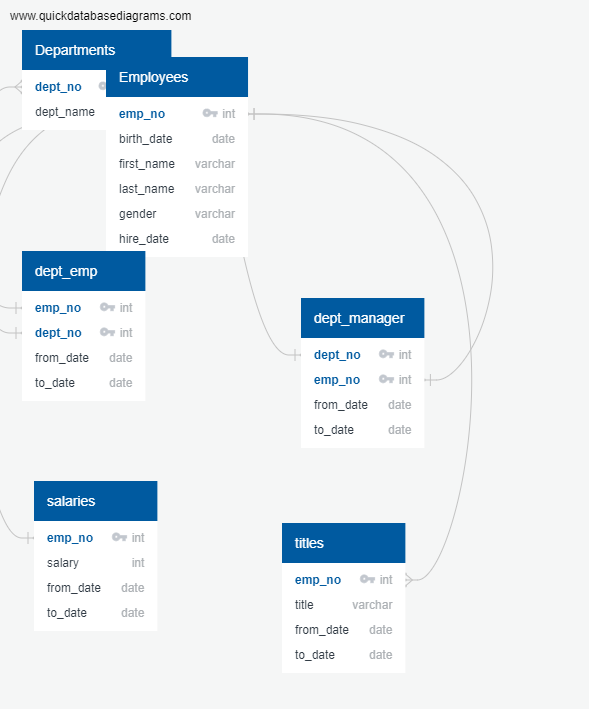 www.quickdatabasediagrams.com
Departments
dept_no
dept_name
Employees
emp_no int
birth_date date
first_name varchar
last_name varchar
gender varchar
hire_date date
dept_emp
emp_no int
dept_no int
from_date date
to_date date
dept_manager
dept_no int
emp_no int
from_date date
to_date date
salaries
emp_no int
salary int
from_date date
to_date date
titles
emp_no int
title varchar
from_date date
to_date date